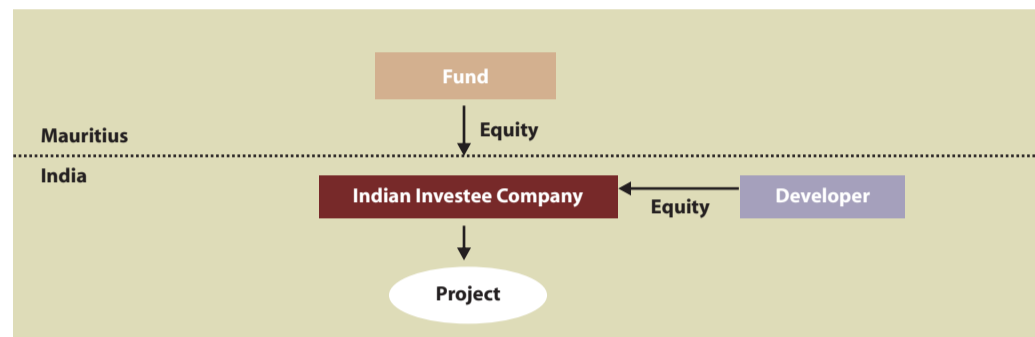 Fund
Equity
Mauritius
India
Indian Investee Company
Equity
Developer
Project